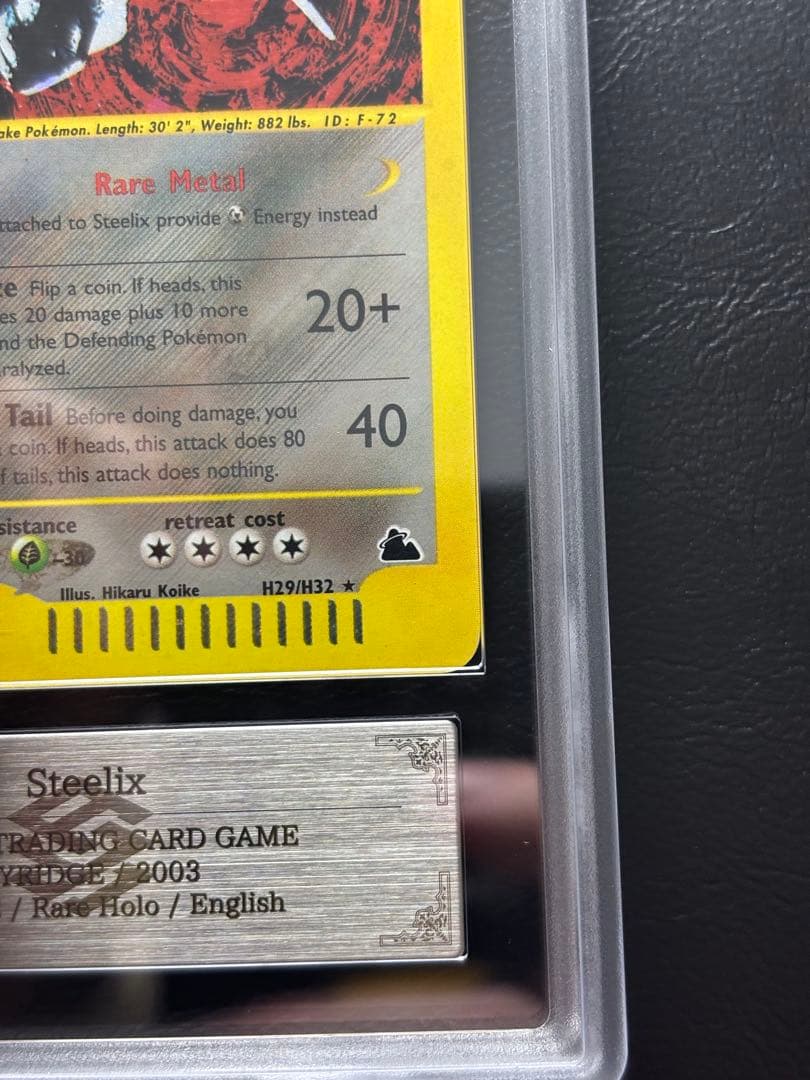 ake Pokémon. Length: 30' 2", Weight: 882 lbs. ID: F-72
Rare Metal
ttached to Steelix provide Energy instead
e Flip a coin. If heads, this
es 20 damage plus 10 more
nd the Defending Pokémon
ralyzed.
20+
Tail Before doing damage, you
coin. If heads, this attack does 80
f tails, this attack does nothing.
40
sistance
retreat cost
-30
Illus. Hikaru Koike
H29/H32 ★
Steelix
TRADING CARD GAME
YRIDGE / 2003
/ Rare Holo / English